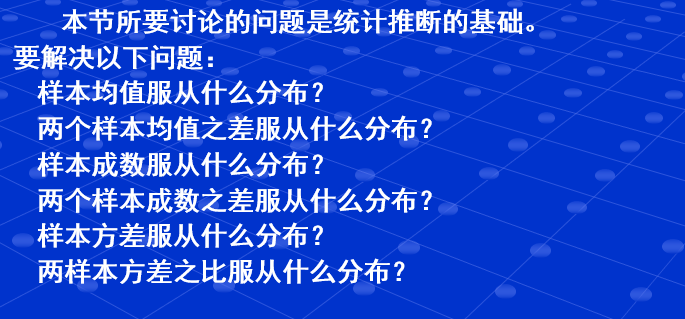 本节所要讨论的问题是统计推断的基础。
要解决以下问题：
样本均值服从什么分布？
两个样本均值之差服从什么分布？
样本成数服从什么分布？
两个样本成数之差服从什么分布？
样本方差服从什么分布？
两样本方差之比服从什么分布？